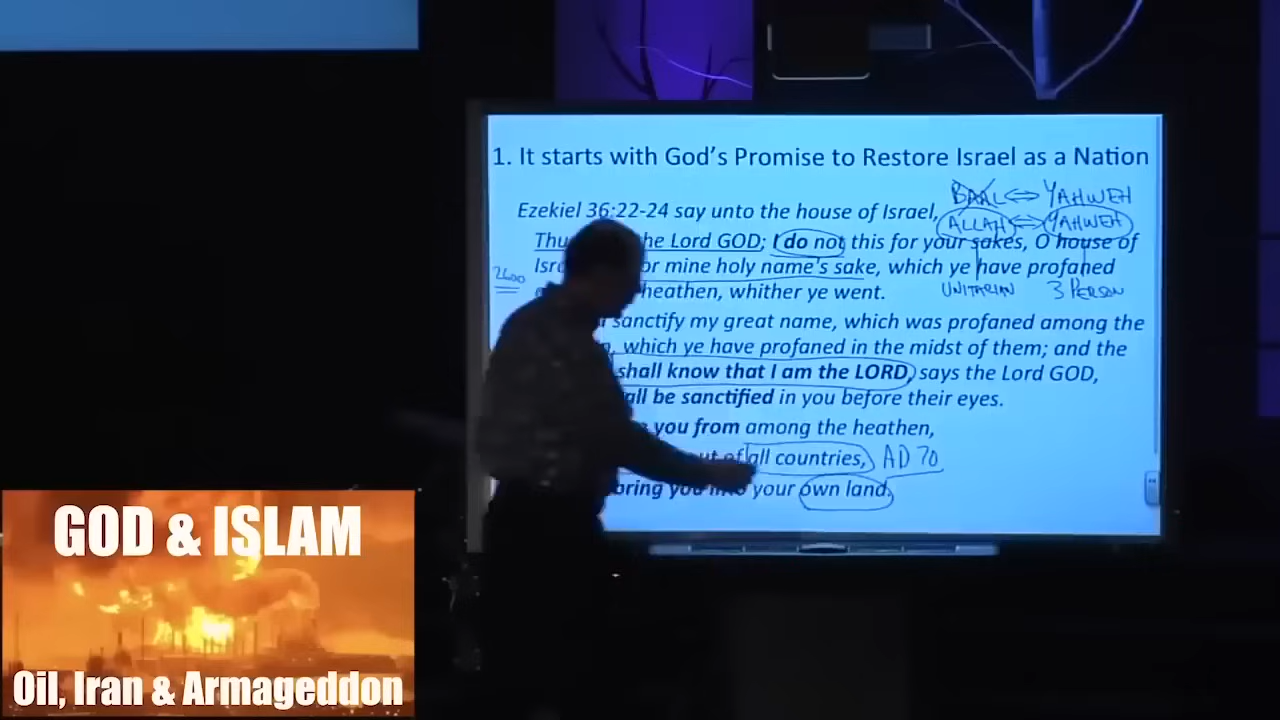 1. It starts with God's Promise to Restore Israel as a Nation
BAAL ⇔ YAHWEH
Ezekiel 36:22-24 say unto the house of Israel,
ALLAH ⇔ YAHWEH
he Lord GOD; I do not this for your sakes, O house of
or mine holy name's sake, which ye have profaned
2600
heathen, whither ye went.
UNITARIAN 3 PERSON
sanctify my great name, which was profaned among the
which ye have profaned in the midst of them; and the
shall know that I am the LORD, says the Lord GOD,
all be sanctified in you before their eyes.
you from among the heathen,
out of all countries, AD 70
bring you into your own land.
GOD & ISLAM
Oil, Iran & Armageddon